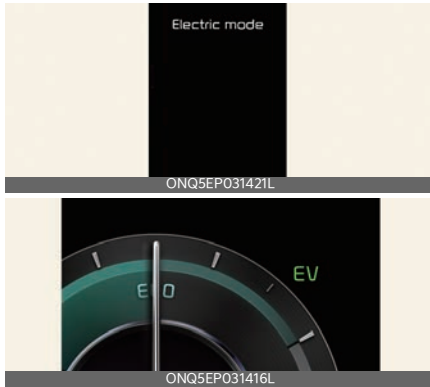 Electric mode
ONQ5EP031421L
EV
ECO
ONQ5EP031416L